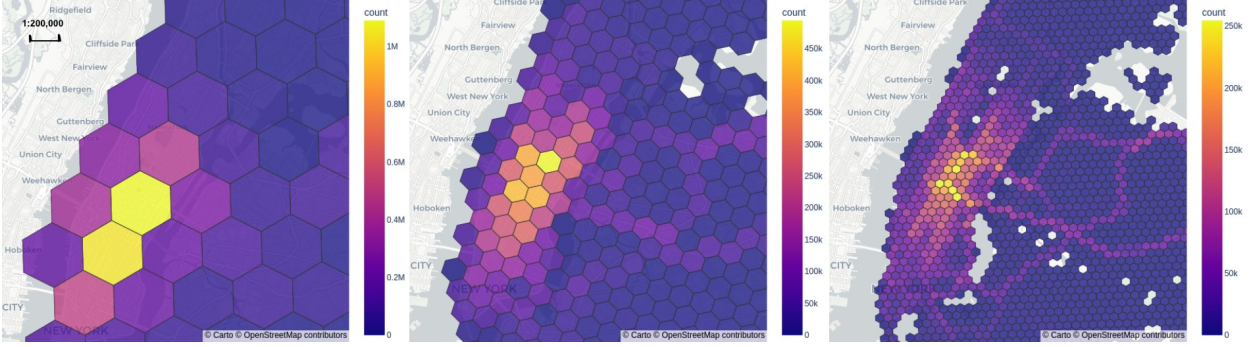 Ridgefield
1:200,000
Cliffside Par
Fairview
North Bergen
Guttenberg
West New Y
Union City
Weehawke
Hoboken
CITY
NEW YORK
© Carto © OpenStreetMap contributors
count
1M
0.8M
0.6M
0.4M
0.2M
0
Cliffside Par
Fairview
North Bergen
Guttenberg
West New York
Union City
Weehawken
Hoboken
CITY
NEW YORK
© Carto © OpenStreetMap contributors
count
450k
400k
350k
300k
250k
200k
150k
100k
50k
0
Cliffside Park
Fairview
North Bergen
Guttenberg
West New York
Union City
Weehawken
Hoboken
CITY
NEW YORK
© Carto © OpenStreetMap contributors
count
250k
200k
150k
100k
50k
0